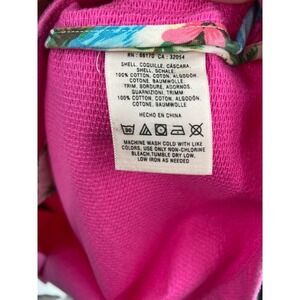 RN : 66170 CA : 32054
SHELL, COQUILLE, CÁSCARA,
SHELL, SCHALE:
100% COTTON, COTON, ALGODÓN,
COTONE, BAUMWOLLE
TRIM, BORDURE, ADORNOS,
GUARNIZIONI, TRIMM:
100% COTTON, COTON, ALGODÓN,
COTONE, BAUMWOLLE
HECHO EN CHINA
MACHINE WASH COLD WITH LIKE
COLORS, USE ONLY NON-CHLORINE
BLEACH,TUMBLE DRY LOW,
LOW IRON AS NEEDED